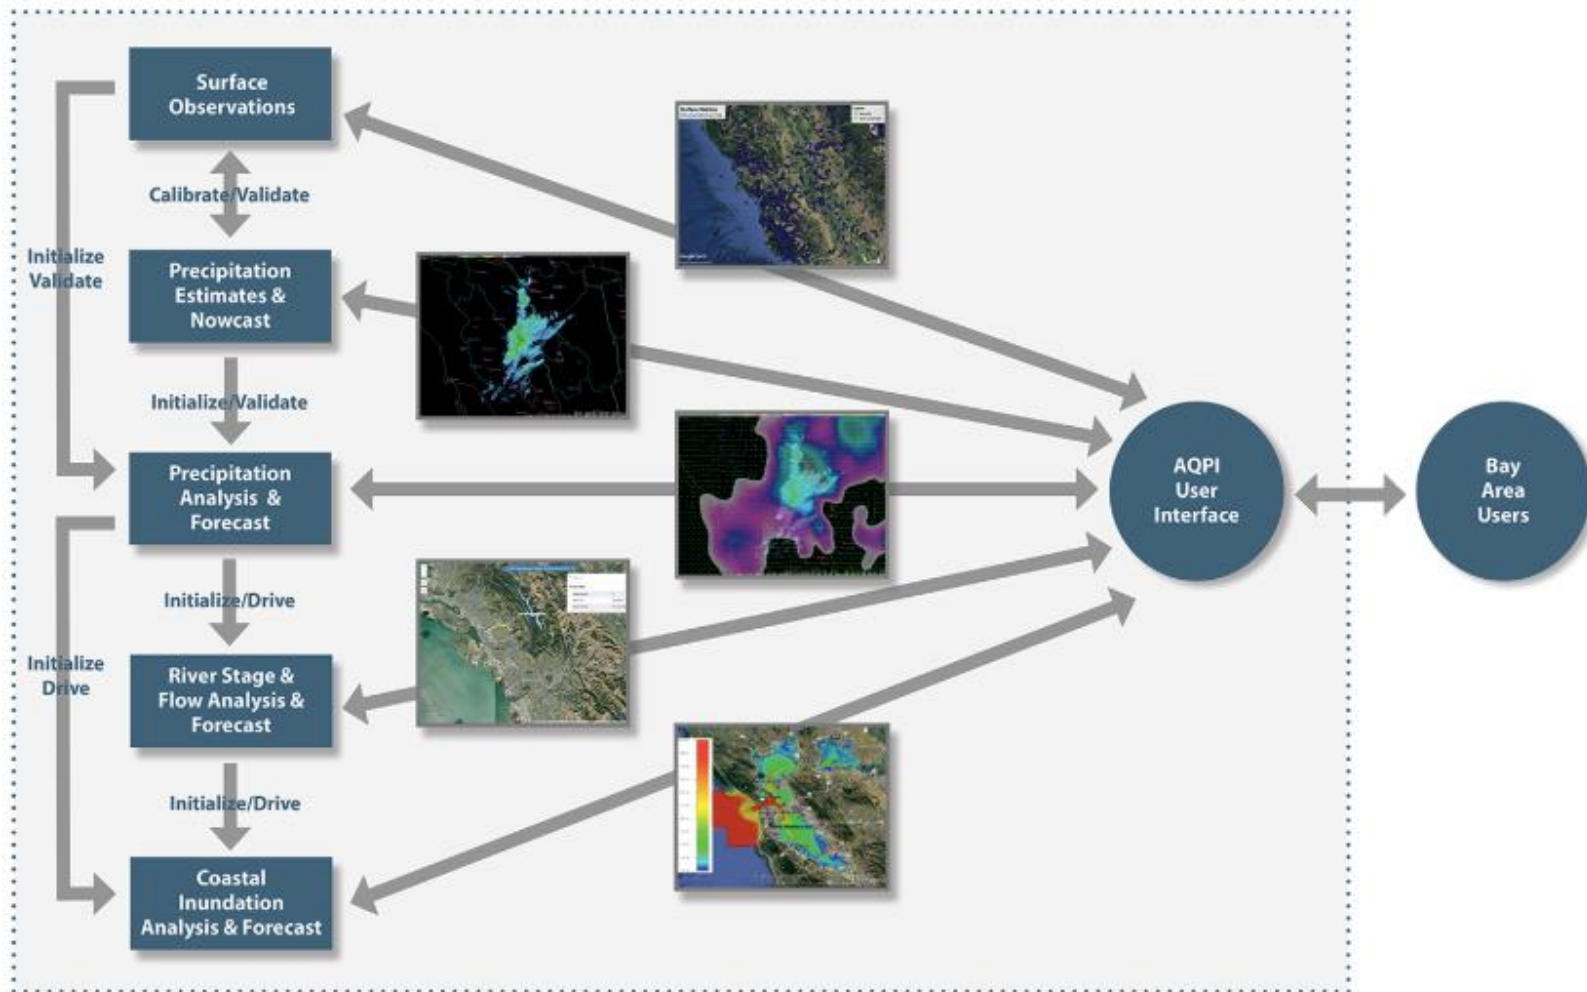 Surface
Observations
Calibrate/Validate
Initialize
Validate
Precipitation
Estimates &
Nowcast
Initialize/Validate
Precipitation
Analysis &
Forecast
Initialize/Drive
Initialize
Drive
River Stage &
Flow Analysis &
Forecast
Initialize/Drive
Coastal
Inundation
Analysis & Forecast
AQPI
User
Interface
Bay
Area
Users